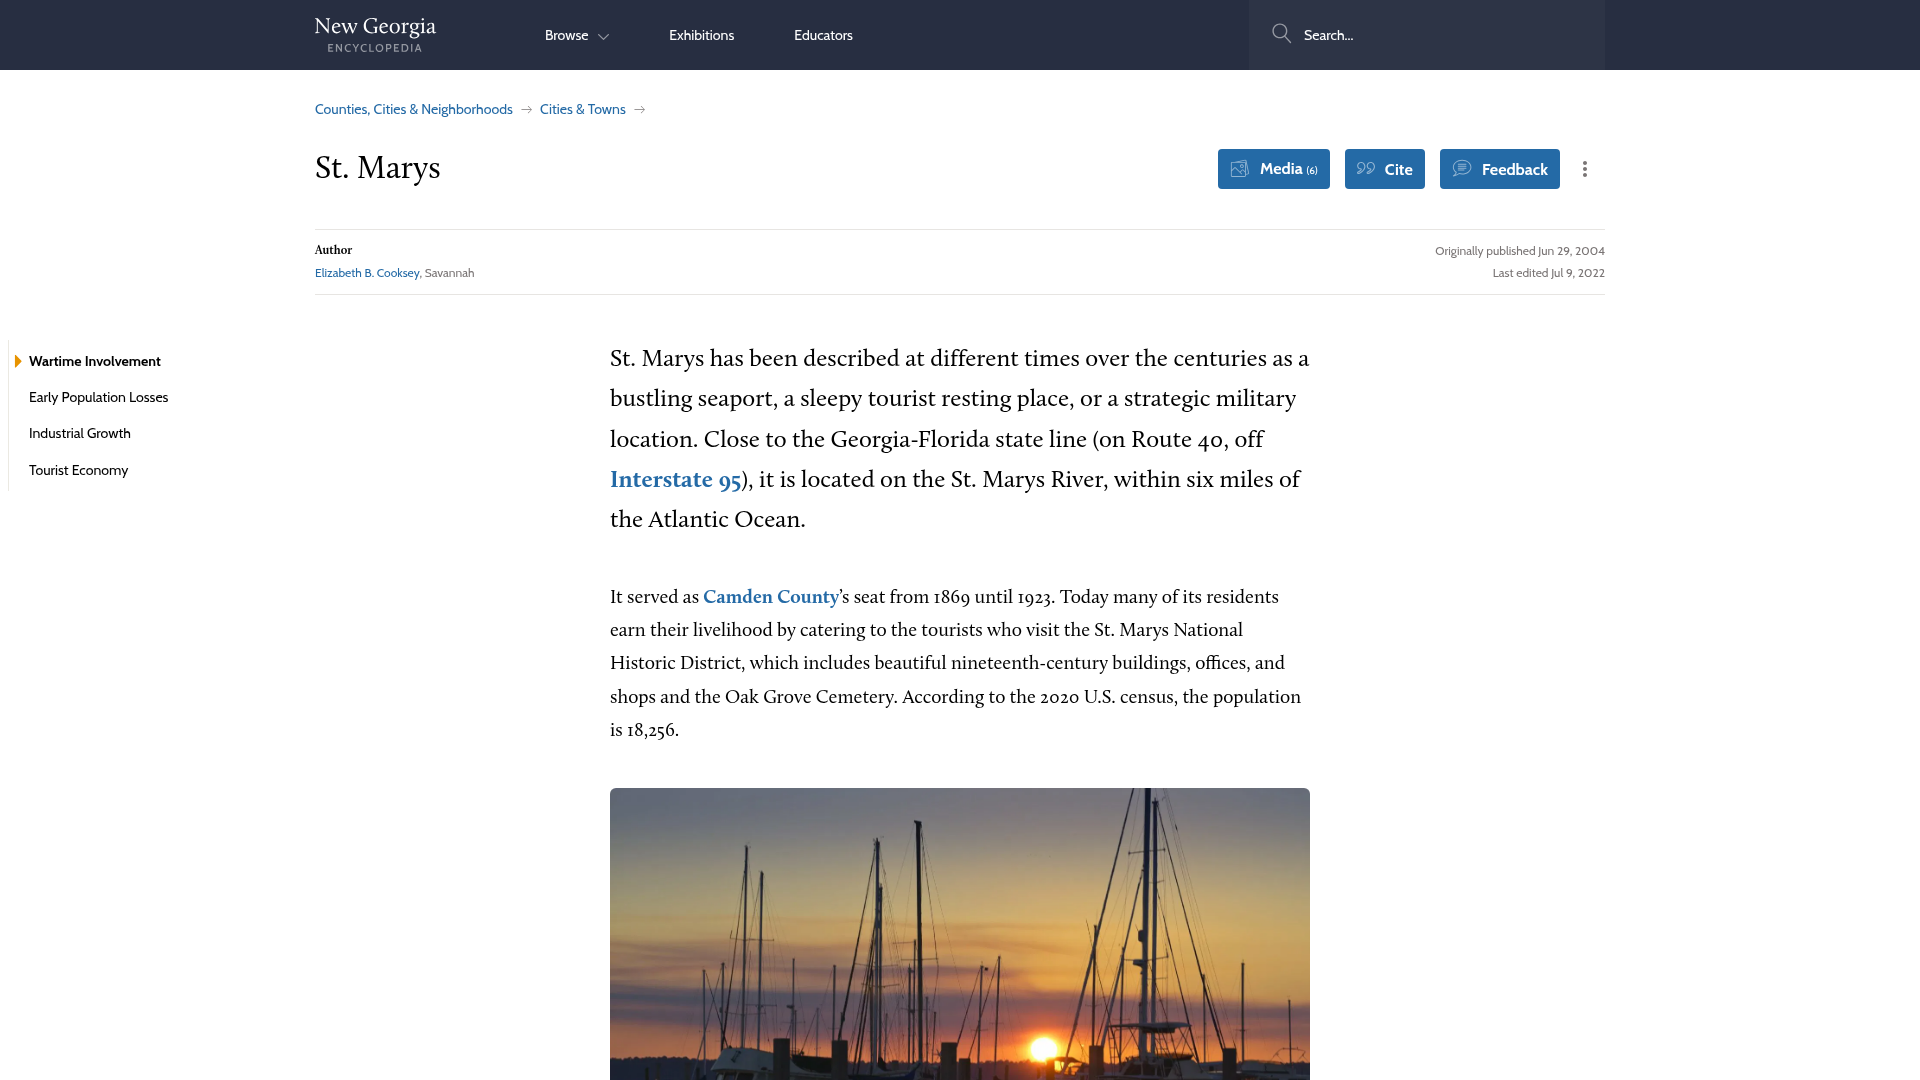 New Georgia
ENCYCLOPEDIA
Browse
Exhibitions
Educators
Search...
Counties, Cities & Neighborhoods
Cities & Towns
St. Marys
Media (6)
Cite
Feedback
Author
Elizabeth B. Cooksey, Savannah
Originally published Jun 29, 2004
Last edited Jul 9, 2022
Wartime Involvement
Early Population Losses
Industrial Growth
Tourist Economy
St. Marys has been described at different times over the centuries as a
bustling seaport, a sleepy tourist resting place, or a strategic military
location. Close to the Georgia-Florida state line (on Route 40, off
Interstate 95), it is located on the St. Marys River, within six miles of
the Atlantic Ocean.
It served as Camden County’s seat from 1869 until 1923. Today many of its residents
earn their livelihood by catering to the tourists who visit the St. Marys National
Historic District, which includes beautiful nineteenth-century buildings, offices, and
shops and the Oak Grove Cemetery. According to the 2020 U.S. census, the population
is 18,256.